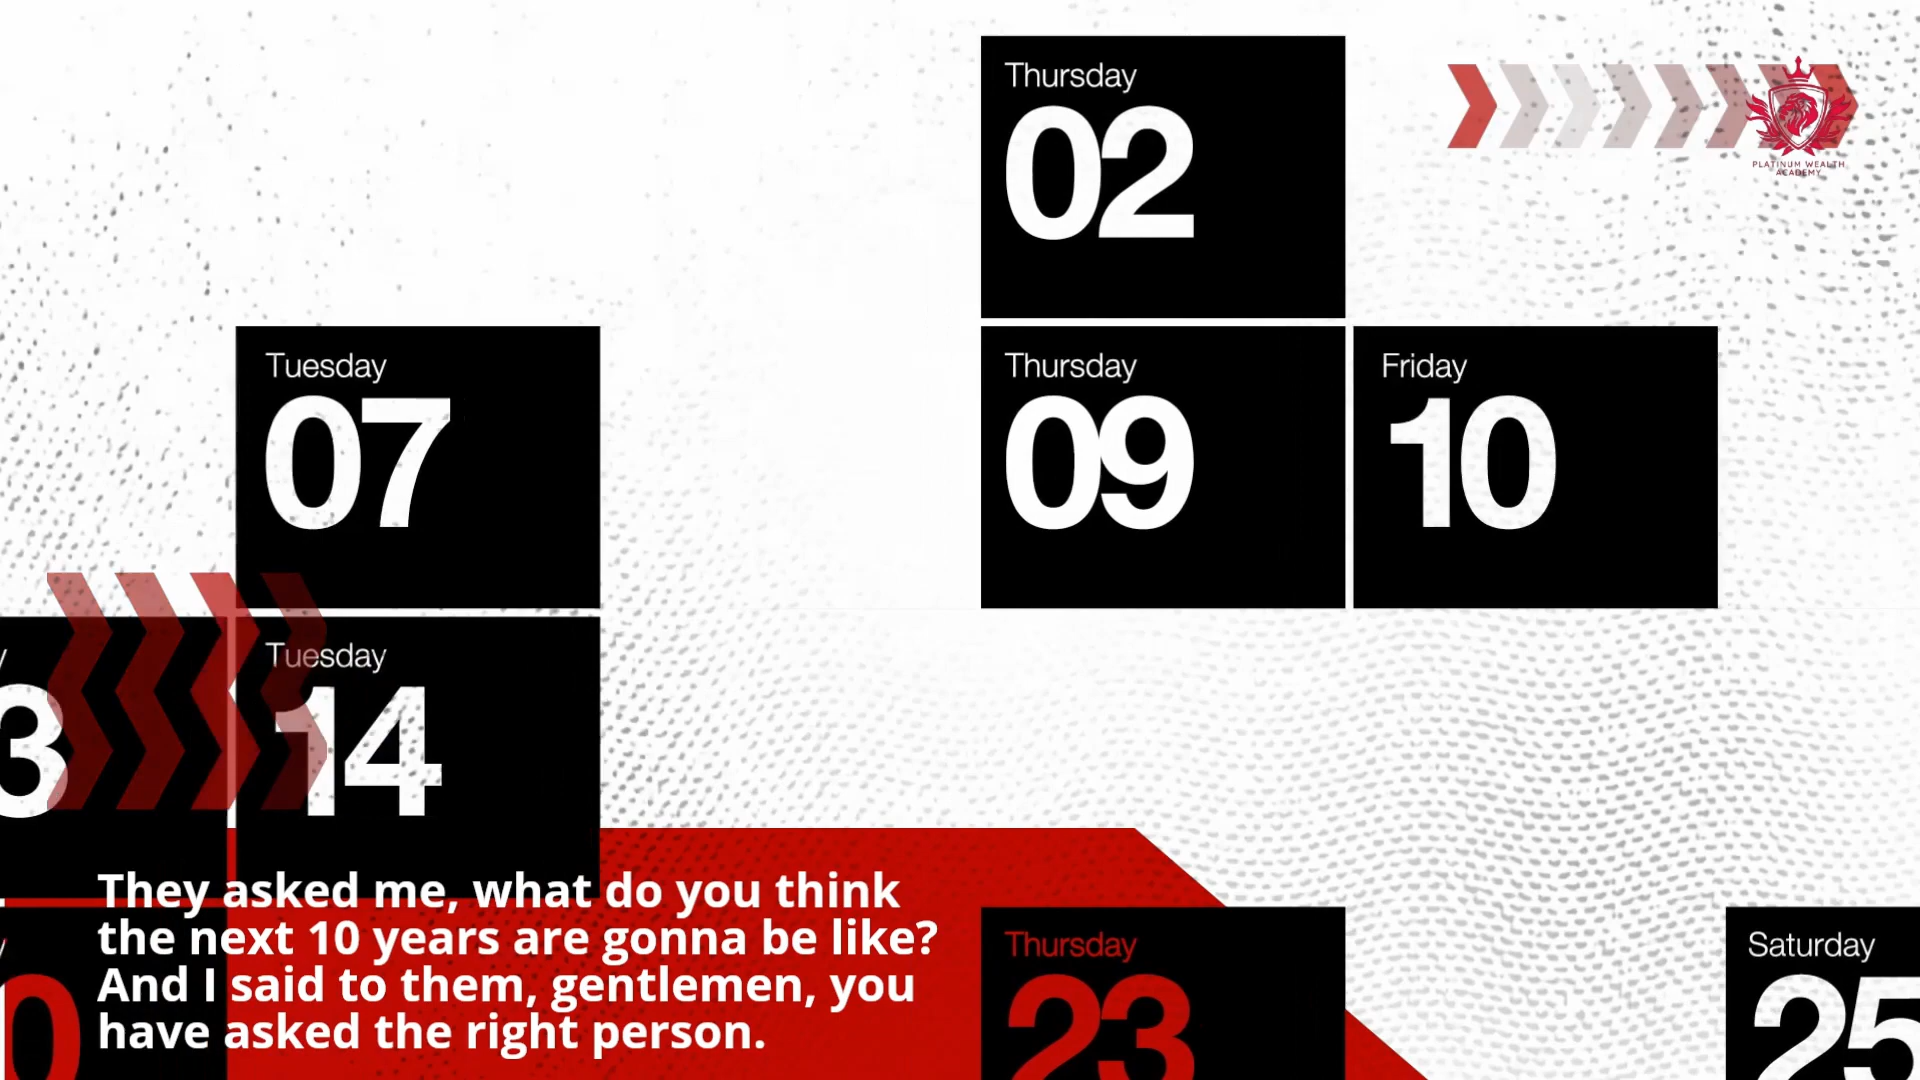 Thursday
02
PLATINUM WEALTH
ACADEMY
Tuesday
07
Thursday
09
Friday
10
3
Tuesday
14
They asked me, what do you think
the next 10 years are gonna be like?
And I said to them, gentlemen, you
have asked the right person.
0
Thursday
23
Saturday
25